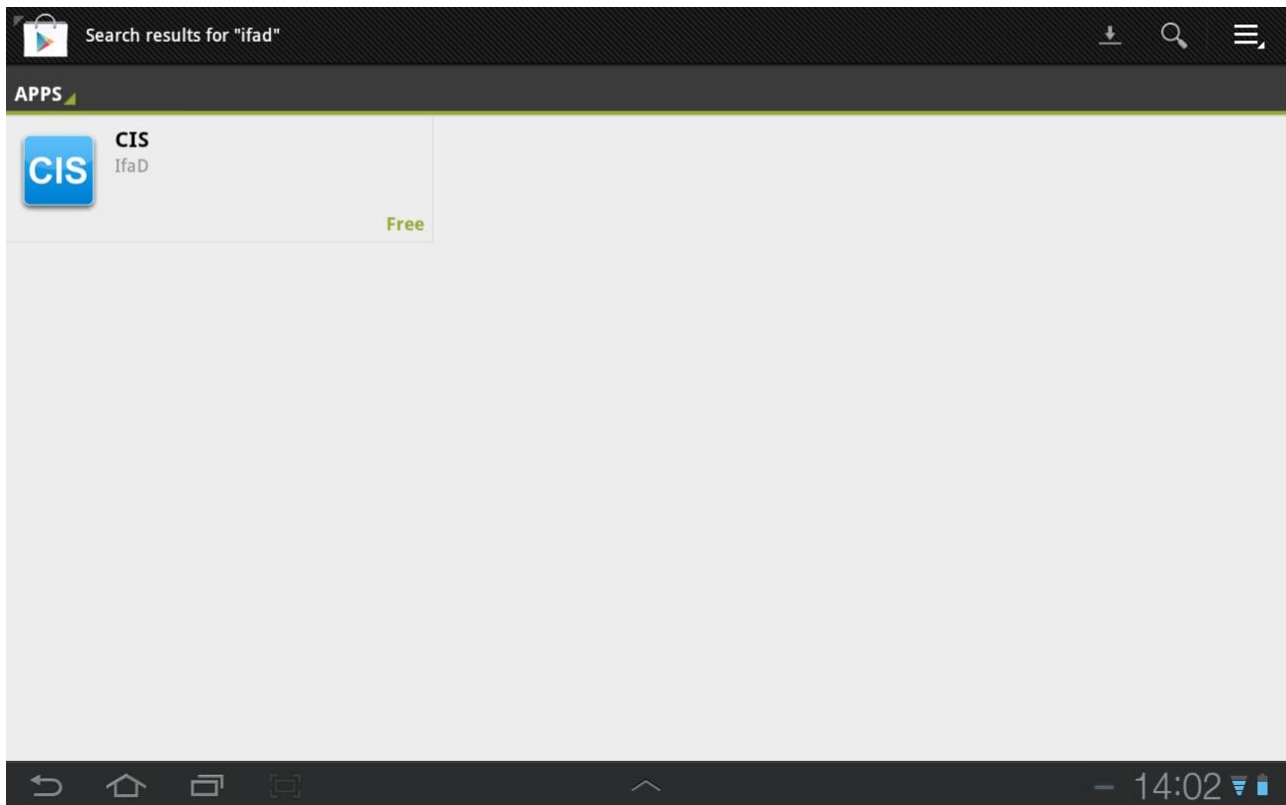 Search results for "ifad"
APPS
CIS
CIS
IfaD
Free
14:02